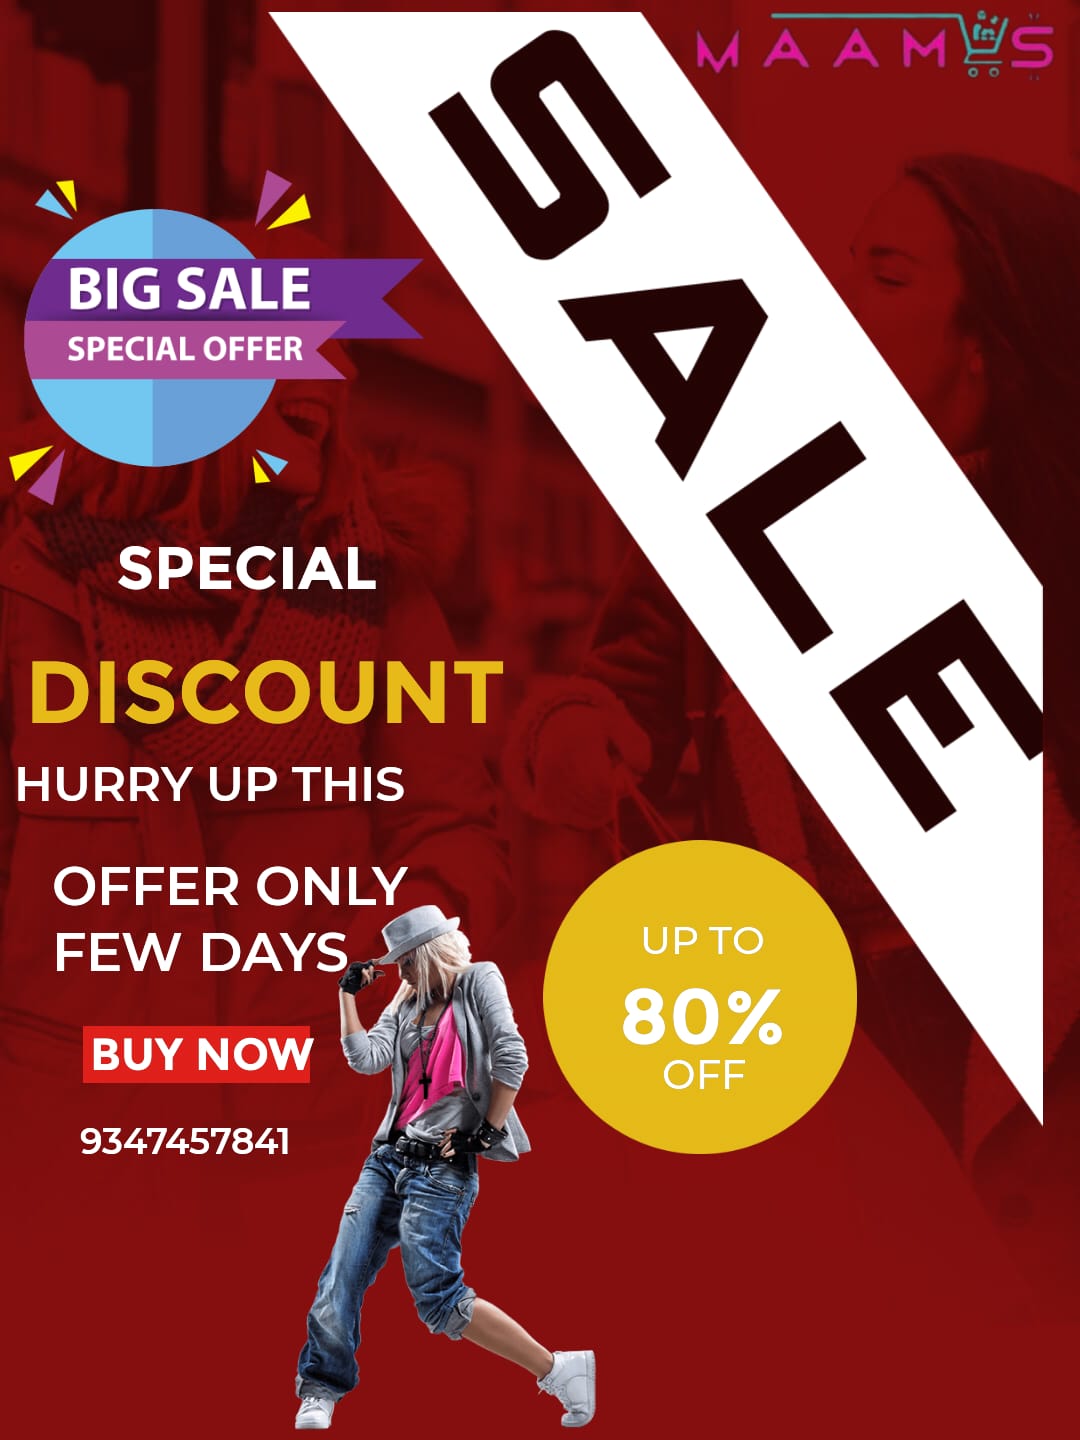 MAAMS
SALE
BIG SALE
SPECIAL OFFER
SPECIAL
DISCOUNT
HURRY UP THIS
OFFER ONLY
FEW DAYS
BUY NOW
9347457841
UP TO
80%
OFF